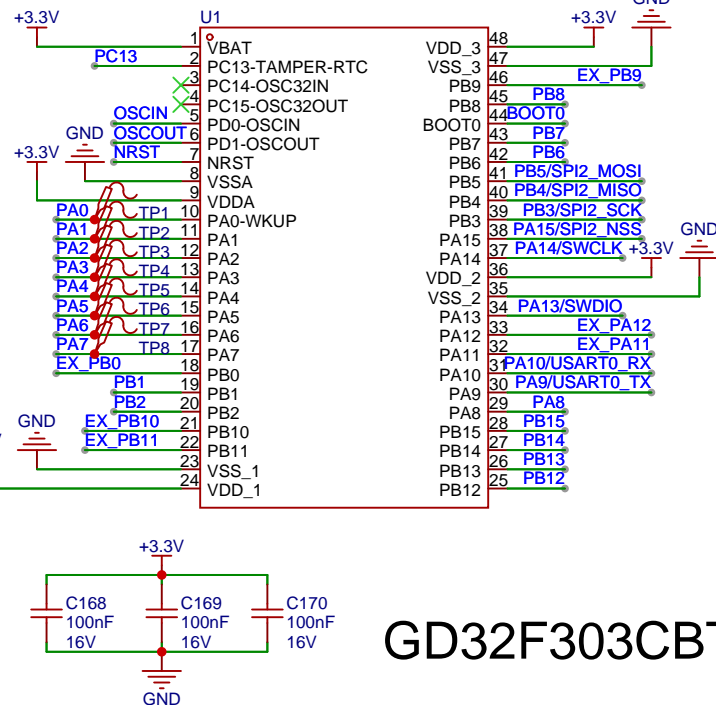 GND
+3.3V
U1
+3.3V
1
VBAT
VDD_3
48
PC13
2
PC13-TAMPER-RTC
VSS_3
47
3
PC14-OSC32IN
PB9
46
EX_PB9
4
PC15-OSC32OUT
PB8
45
PB8
OSCIN
5
PD0-OSCIN
BOOT0
44
BOOT0
GND
OSCOUT
6
PD1-OSCOUT
PB7
43
PB7
+3.3V
NRST
7
NRST
PB6
42
PB6
8
VSSA
PB5
41
PB5/SPI2_MOSI
9
VDDA
PB4
40
PB4/SPI2_MISO
PA0
TP1
10
PA0-WKUP
PB3
39
PB3/SPI2_SCK
PA1
TP2
11
PA1
PA15
38
PA15/SPI2_NSS
GND
PA2
TP3
12
PA2
PA14
37
PA14/SWCLK
+3.3V
PA3
TP4
13
PA3
VDD_2
36
PA4
TP5
14
PA4
VSS_2
35
PA5
TP6
15
PA5
PA13
34
PA13/SWDIO
PA6
TP7
16
PA6
PA12
33
EX_PA12
PA7
TP8
17
PA7
PA11
32
EX_PA11
EX_PB0
18
PB0
PA10
31
PA10/USART0_RX
PB1
19
PB1
PA9
30
PA9/USART0_TX
PB2
20
PB2
PA8
29
PA8
GND
EX_PB10
21
PB10
PB15
28
PB15
EX_PB11
22
PB11
PB14
27
PB14
23
VSS_1
PB13
26
PB13
24
VDD_1
PB12
25
PB12
+3.3V
C168
100nF
16V
C169
100nF
16V
C170
100nF
16V
GND
GD32F303CBT